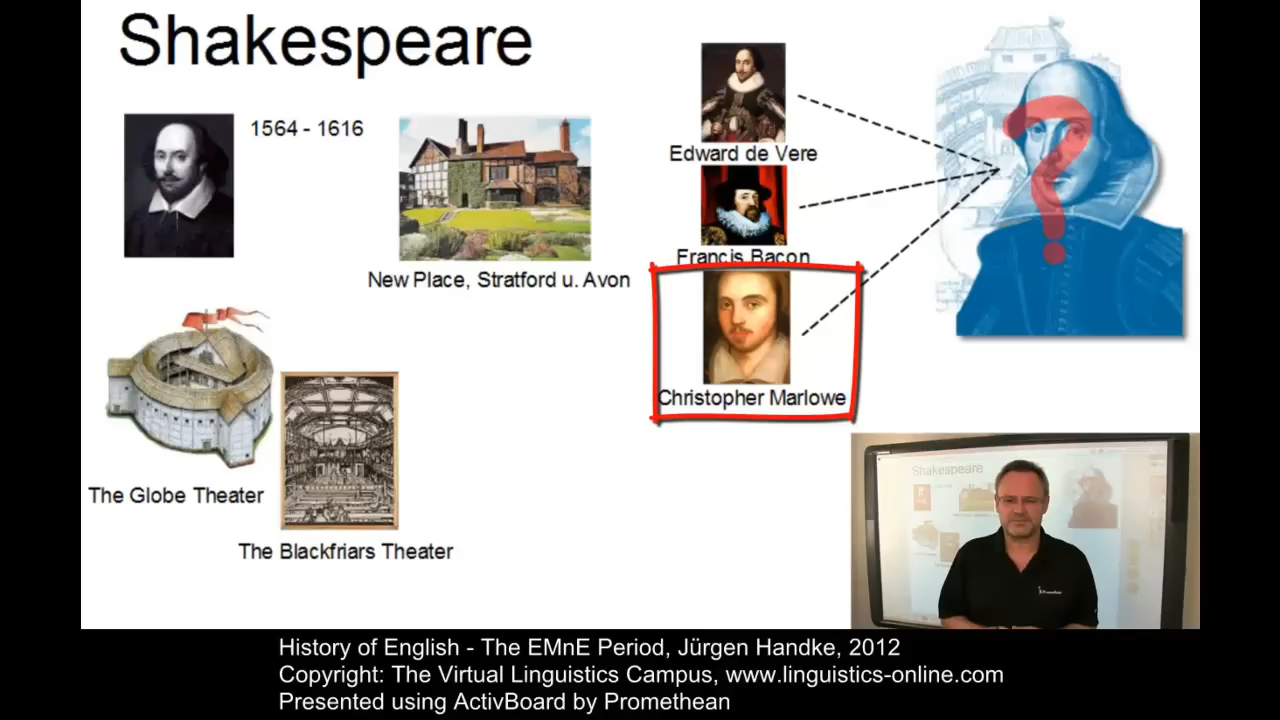 Shakespeare
1564 - 1616
New Place, Stratford u. Avon
The Globe Theater
The Blackfriars Theater
Edward de Vere
Francis Bacon
Christopher Marlowe
?
Shakespeare
Promethean
History of English - The EMnE Period, Jürgen Handke, 2012
Copyright: The Virtual Linguistics Campus, www.linguistics-online.com
Presented using ActivBoard by Promethean